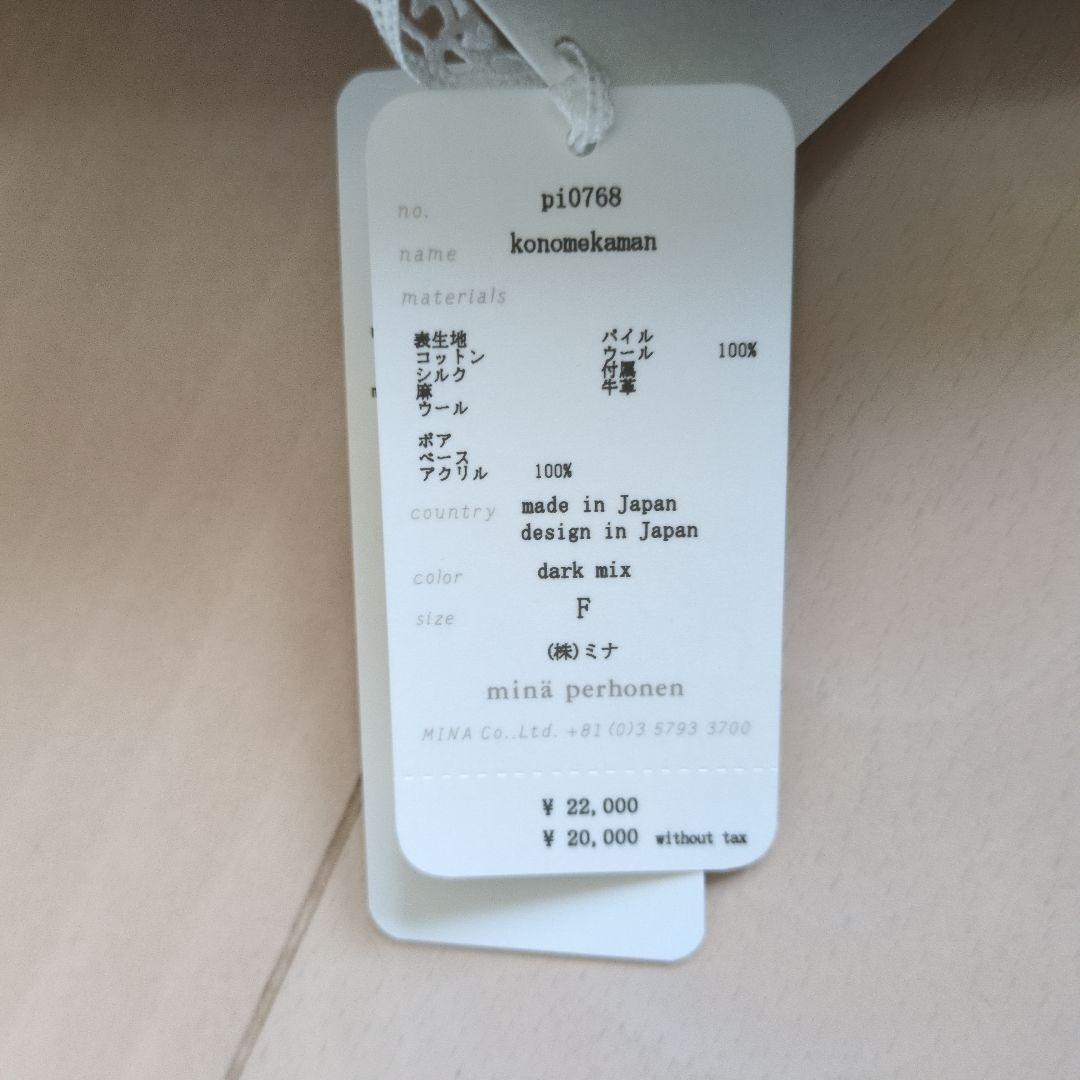 no. pi0768
name konomekaman
materials
表生地
コットン
シルク
麻
ウール
パイル
ウール 100%
付属
牛革
ボア
ベース
アクリル 100%
country made in Japan
design in Japan
color dark mix
size F
(株)ミナ
minä perhonen
MINA Co.,Ltd. +81(0)3 5793 3700
¥ 22,000
¥ 20,000 without tax